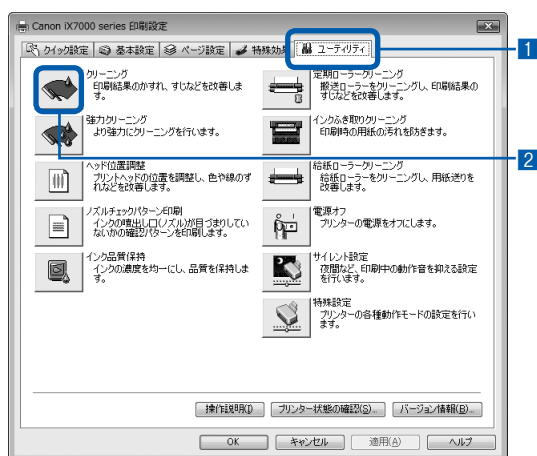 Canon iX7000 series 印刷設定
クイック設定 基本設定 ページ設定 特殊効果 ユーティリティ
1
クリーニング
印刷結果のかすれ、すじなどを改善しま
す。
定期ローラークリーニング
搬送ローラーをクリーニングし、印刷結果の
すじなどを改善します。
強力クリーニング
より強力にクリーニングを行います。
インクふき取りクリーニング
印刷時の用紙の汚れを防ぎます。
2
ヘッド位置調整
プリントヘッドの位置を調整し、色や線のず
れなどを改善します。
給紙ローラークリーニング
給紙ローラーをクリーニングし、用紙送りを
改善します。
ノズルチェックパターン印刷
インクの噴出し口(ノズル)が目づまりしてい
ないかの確認パターンを印刷します。
電源オフ
プリンターの電源をオフにします。
インク品質保持
インクの濃度を均一にし、品質を保持しま
す。
サイレント設定
夜間など、印刷中の動作音を抑える設定
を行います。
特殊設定
プリンターの各種動作モードの設定を行い
ます。
操作説明(I) プリンター状態の確認(S)... バージョン情報(B)...
OK キャンセル 適用(A) ヘルプ